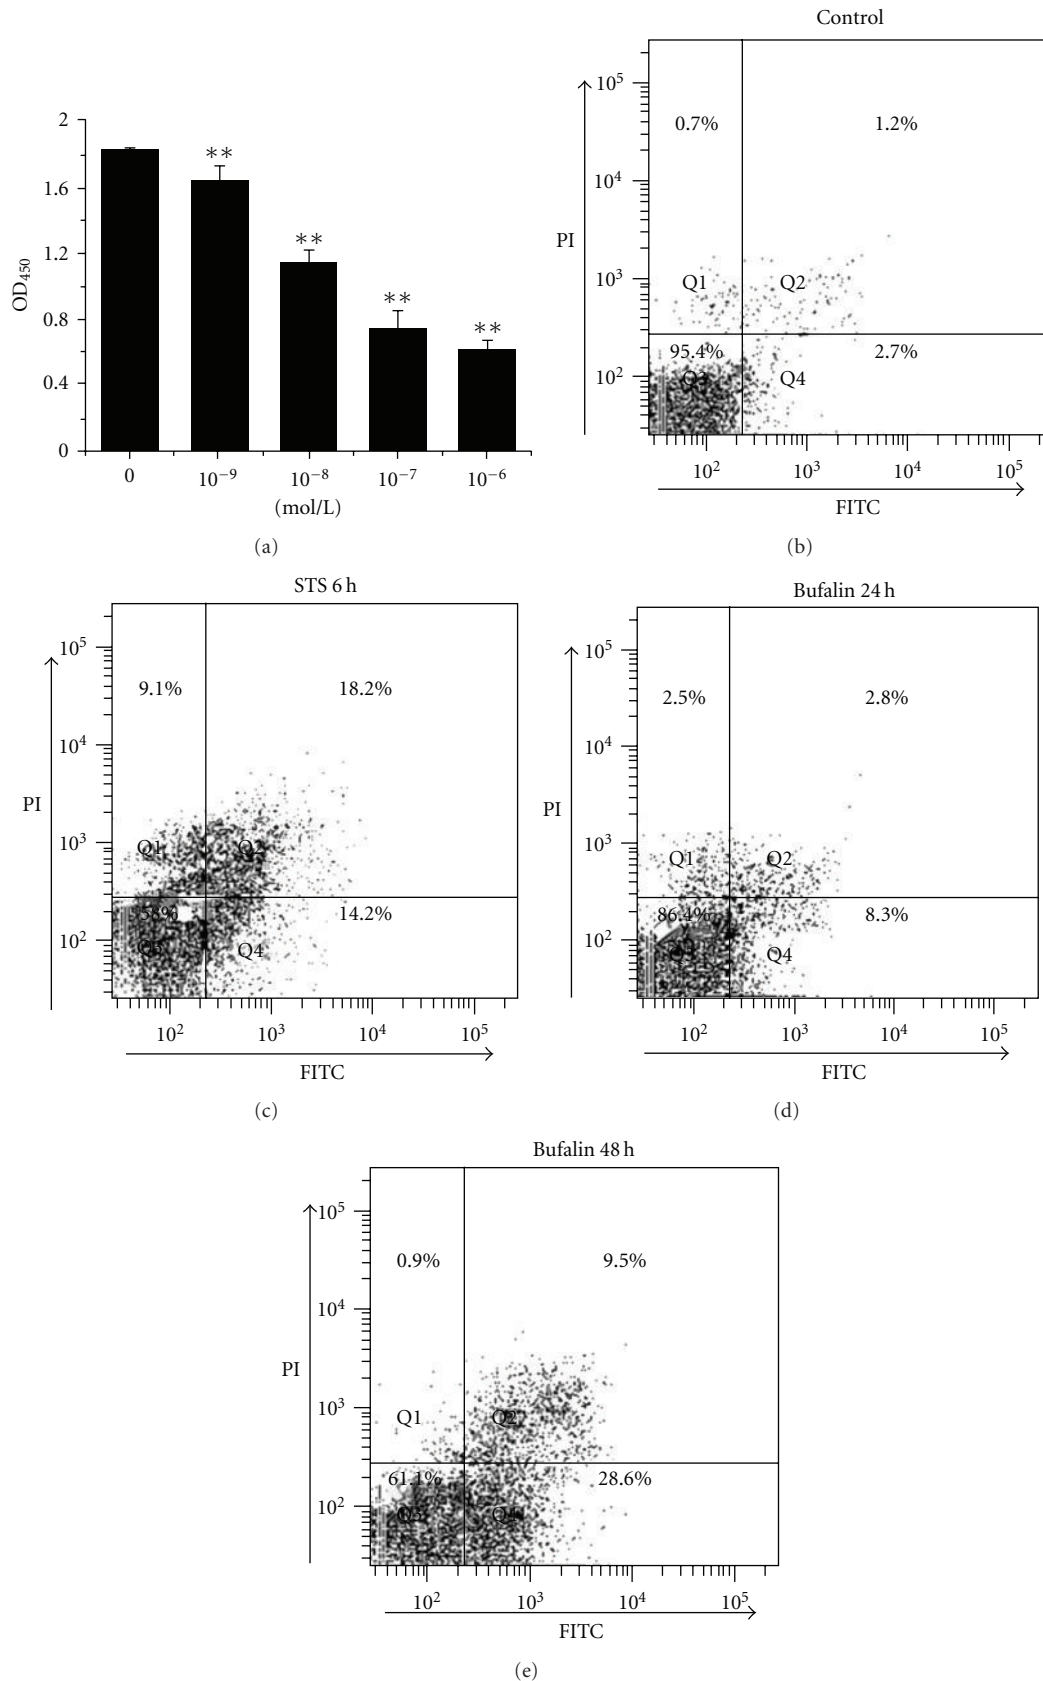 2
1.6
1.2
0.8
0.4
0
OD450
**
**
**
**
0 10−9 10−8 10−7 10−6
(mol/L)
(a)
Control
105
104
103
102
PI
0.7% 1.2%
Q1 Q2
95.4% 2.7%
Q3 Q4
102 103 104 105
FITC
(b)
STS 6 h
105
104
103
102
PI
9.1% 18.2%
Q1 Q2
58% 14.2%
Q3 Q4
102 103 104 105
FITC
(c)
Bufalin 24 h
105
104
103
102
PI
2.5% 2.8%
Q1 Q2
86.4% 8.3%
Q3 Q4
102 103 104 105
FITC
(d)
Bufalin 48 h
105
104
103
102
PI
0.9% 9.5%
Q1 Q2
61.1% 28.6%
Q3 Q4
102 103 104 105
FITC
(e)